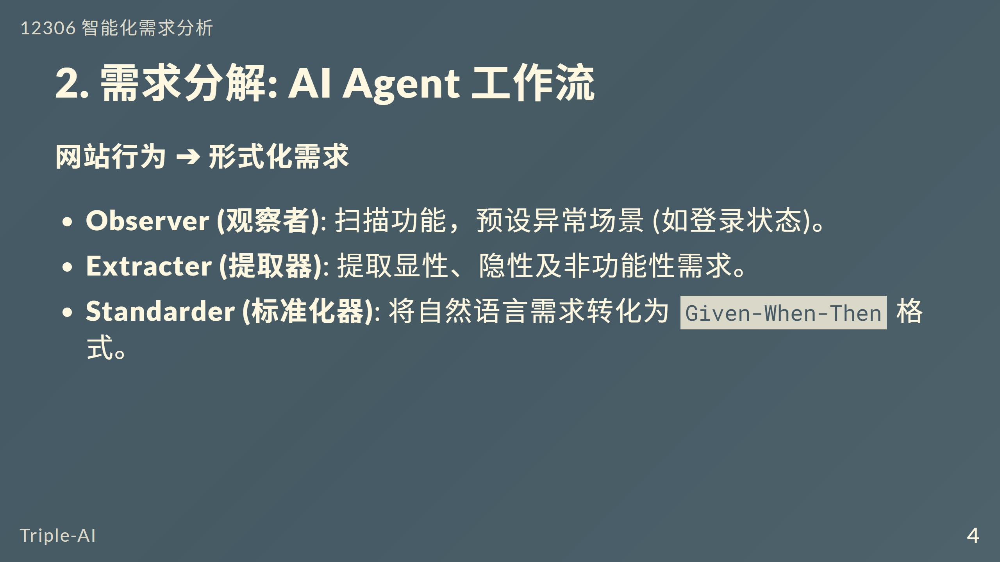 12306 智能化需求分析
2. 需求分解: AI Agent 工作流
网站行为 ➔ 形式化需求
• Observer (观察者): 扫描功能，预设异常场景 (如登录状态)。
• Extracter (提取器): 提取显性、隐性及非功能性需求。
• Standarder (标准化器): 将自然语言需求转化为 Given-When-Then 格
式。
Triple-AI
4